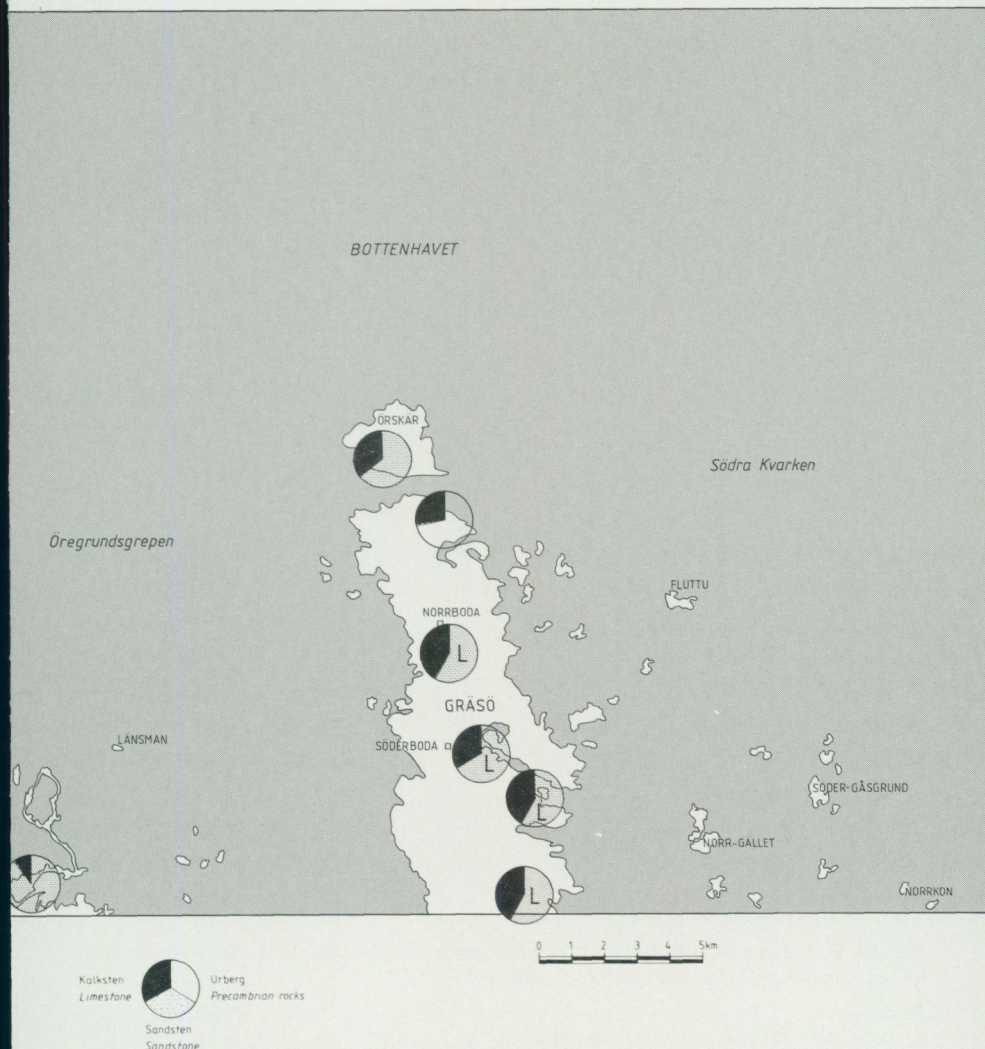 BOTTENHAVET
ÖRSKÄR
Södra Kvarken
Öregrundsgrepen
FLUTTU
NORRBODA
L
GRÄSÖ
LÄNSMAN
SÖDERBODA
L
SÖDER-GÅSGRUND
L
NORR-GÄLLET
L
NORRKON
0 1 2 3 4 5km
Kalksten
Limestone
Urberg
Precambrian rocks
Sandsten
Sandstone